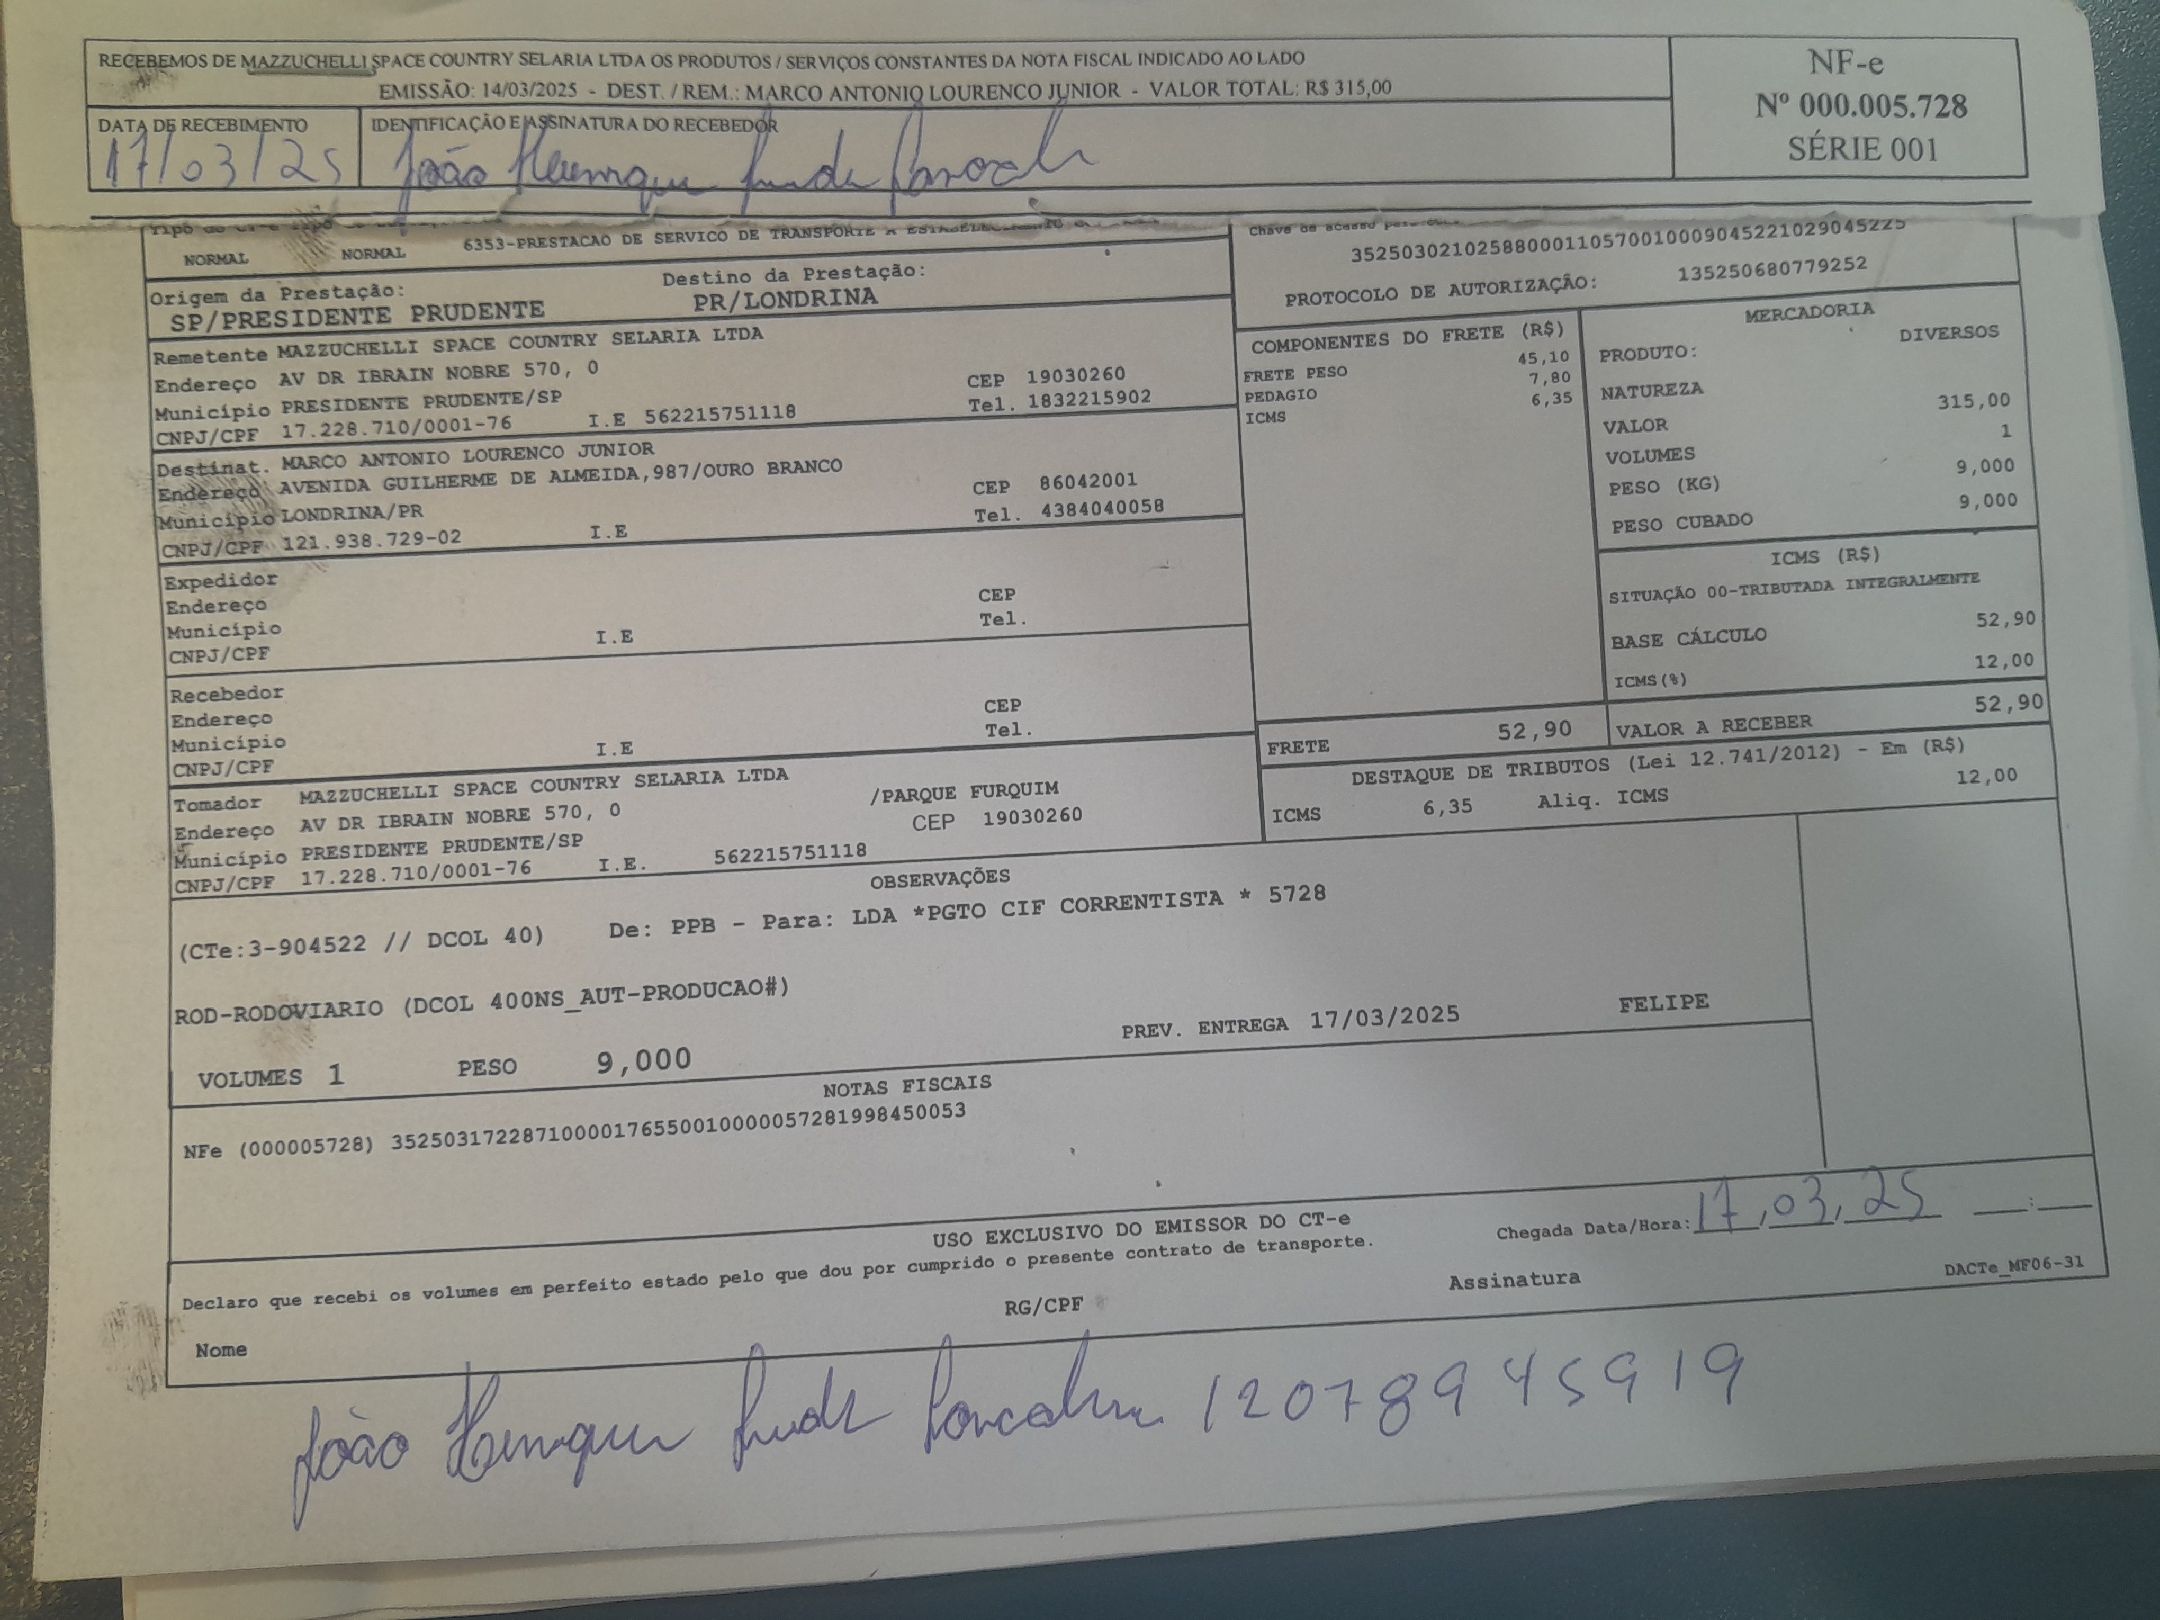 RECEBEMOS DE MAZZUCHELLI SPACE COUNTRY SELARIA LTDA OS PRODUTOS / SERVIÇOS CONSTANTES DA NOTA FISCAL INDICADO AO LADO
EMISSÃO: 14/03/2025 - DEST. / REM.: MARCO ANTONIO LOURENCO JUNIOR - VALOR TOTAL: R$ 315,00
NF-e
Nº 000.005.728
SÉRIE 001
DATA DE RECEBIMENTO
17/03/25
IDENTIFICAÇÃO E ASSINATURA DO RECEBEDOR
João Henrique
NORMAL NORMAL 6353-PRESTACAO DE SERVICO DE TRANSPORTE A
Chave de acesso
35250302102588000110570010009045221029045225
PROTOCOLO DE AUTORIZAÇÃO: 135250680779252
Origem da Prestação: Destino da Prestação:
SP/PRESIDENTE PRUDENTE PR/LONDRINA
Remetente MAZZUCHELLI SPACE COUNTRY SELARIA LTDA
Endereço AV DR IBRAIN NOBRE 570, 0 CEP 19030260
Município PRESIDENTE PRUDENTE/SP Tel. 1832215902
CNPJ/CPF 17.228.710/0001-76 I.E 562215751118
Destinat. MARCO ANTONIO LOURENCO JUNIOR
Endereço AVENIDA GUILHERME DE ALMEIDA,987/OURO BRANCO CEP 86042001
Município LONDRINA/PR Tel. 4384040058
CNPJ/CPF 121.938.729-02 I.E
Expedidor
Endereço CEP
Município Tel.
CNPJ/CPF I.E
Recebedor
Endereço CEP
Município Tel.
CNPJ/CPF I.E
Tomador MAZZUCHELLI SPACE COUNTRY SELARIA LTDA
Endereço AV DR IBRAIN NOBRE 570, 0 /PARQUE FURQUIM
Município PRESIDENTE PRUDENTE/SP CEP 19030260
CNPJ/CPF 17.228.710/0001-76 I.E. 562215751118
COMPONENTES DO FRETE (R$)
FRETE PESO 45,10
PEDAGIO 7,80
ICMS 6,35
FRETE 52,90
MERCADORIA
PRODUTO: DIVERSOS
NATUREZA
VALOR 315,00
VOLUMES 1
PESO (KG) 9,000
PESO CUBADO 9,000
ICMS (R$)
SITUAÇÃO 00-TRIBUTADA INTEGRALMENTE
BASE CÁLCULO 52,90
ICMS(%) 12,00
VALOR A RECEBER 52,90
DESTAQUE DE TRIBUTOS (Lei 12.741/2012) - Em (R$)
ICMS 6,35 Aliq. ICMS 12,00
OBSERVAÇÕES
(CTe:3-904522 // DCOL 40) De: PPB - Para: LDA *PGTO CIF CORRENTISTA * 5728
ROD-RODOVIARIO (DCOL 400NS_AUT-PRODUCAO#)
PREV. ENTREGA 17/03/2025 FELIPE
VOLUMES 1 PESO 9,000
NOTAS FISCAIS
NFe (000005728) 35250317228710000176550010000057281998450053
USO EXCLUSIVO DO EMISSOR DO CT-e
Declaro que recebi os volumes em perfeito estado pelo que dou por cumprido o presente contrato de transporte.
Chegada Data/Hora: 17,03,25 __:__
Nome RG/CPF Assinatura DACTe_MF06-31
João Henrique 12078945919